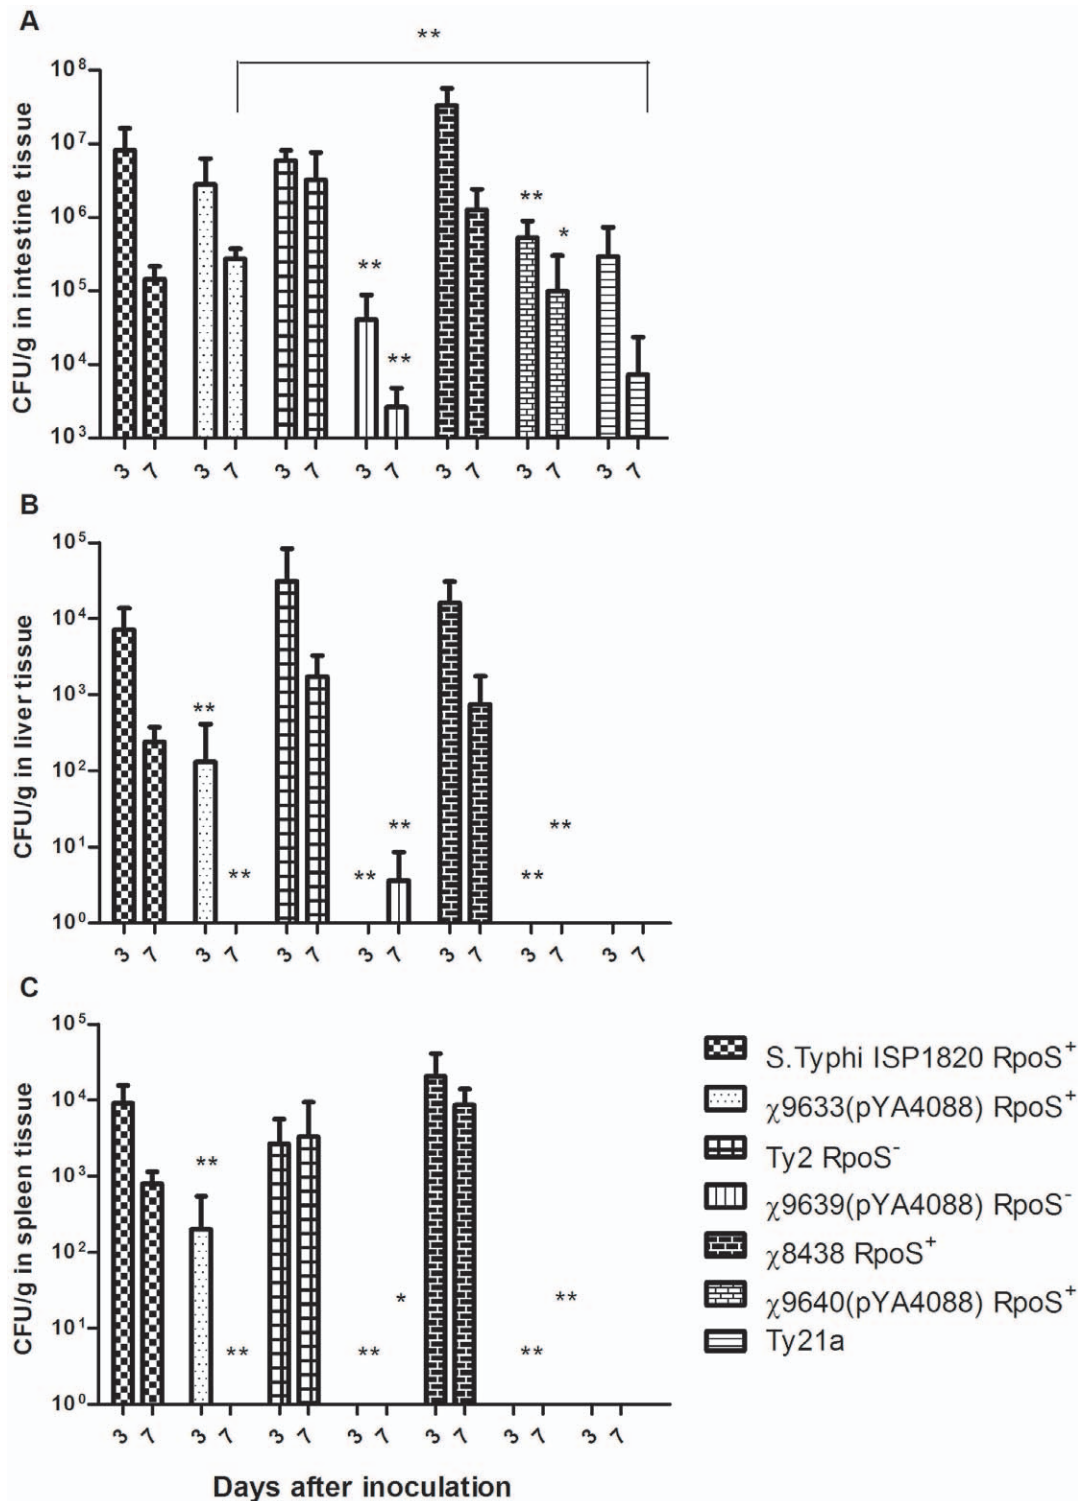 A
**
CFU/g in intestine tissue
10⁸
10⁷
10⁶
10⁵
10⁴
10³
** ** ** *
3 7 3 7 3 7 3 7 3 7 3 7 3 7
B
CFU/g in liver tissue
10⁵
10⁴
10³
10²
10¹
10⁰
** ** ** ** ** **
3 7 3 7 3 7 3 7 3 7 3 7 3 7
C
CFU/g in spleen tissue
10⁵
10⁴
10³
10²
10¹
10⁰
** ** ** * ** **
3 7 3 7 3 7 3 7 3 7 3 7 3 7
Days after inoculation
S.Typhi ISP1820 RpoS⁺
χ9633(pYA4088) RpoS⁺
Ty2 RpoS⁻
χ9639(pYA4088) RpoS⁻
χ8438 RpoS⁺
χ9640(pYA4088) RpoS⁺
Ty21a